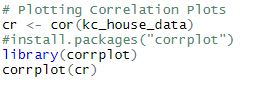 # Plotting Correlation Plots
cr <- cor(kc_house_data)
#install.packages("corrplot")
library(corrplot)
corrplot(cr)